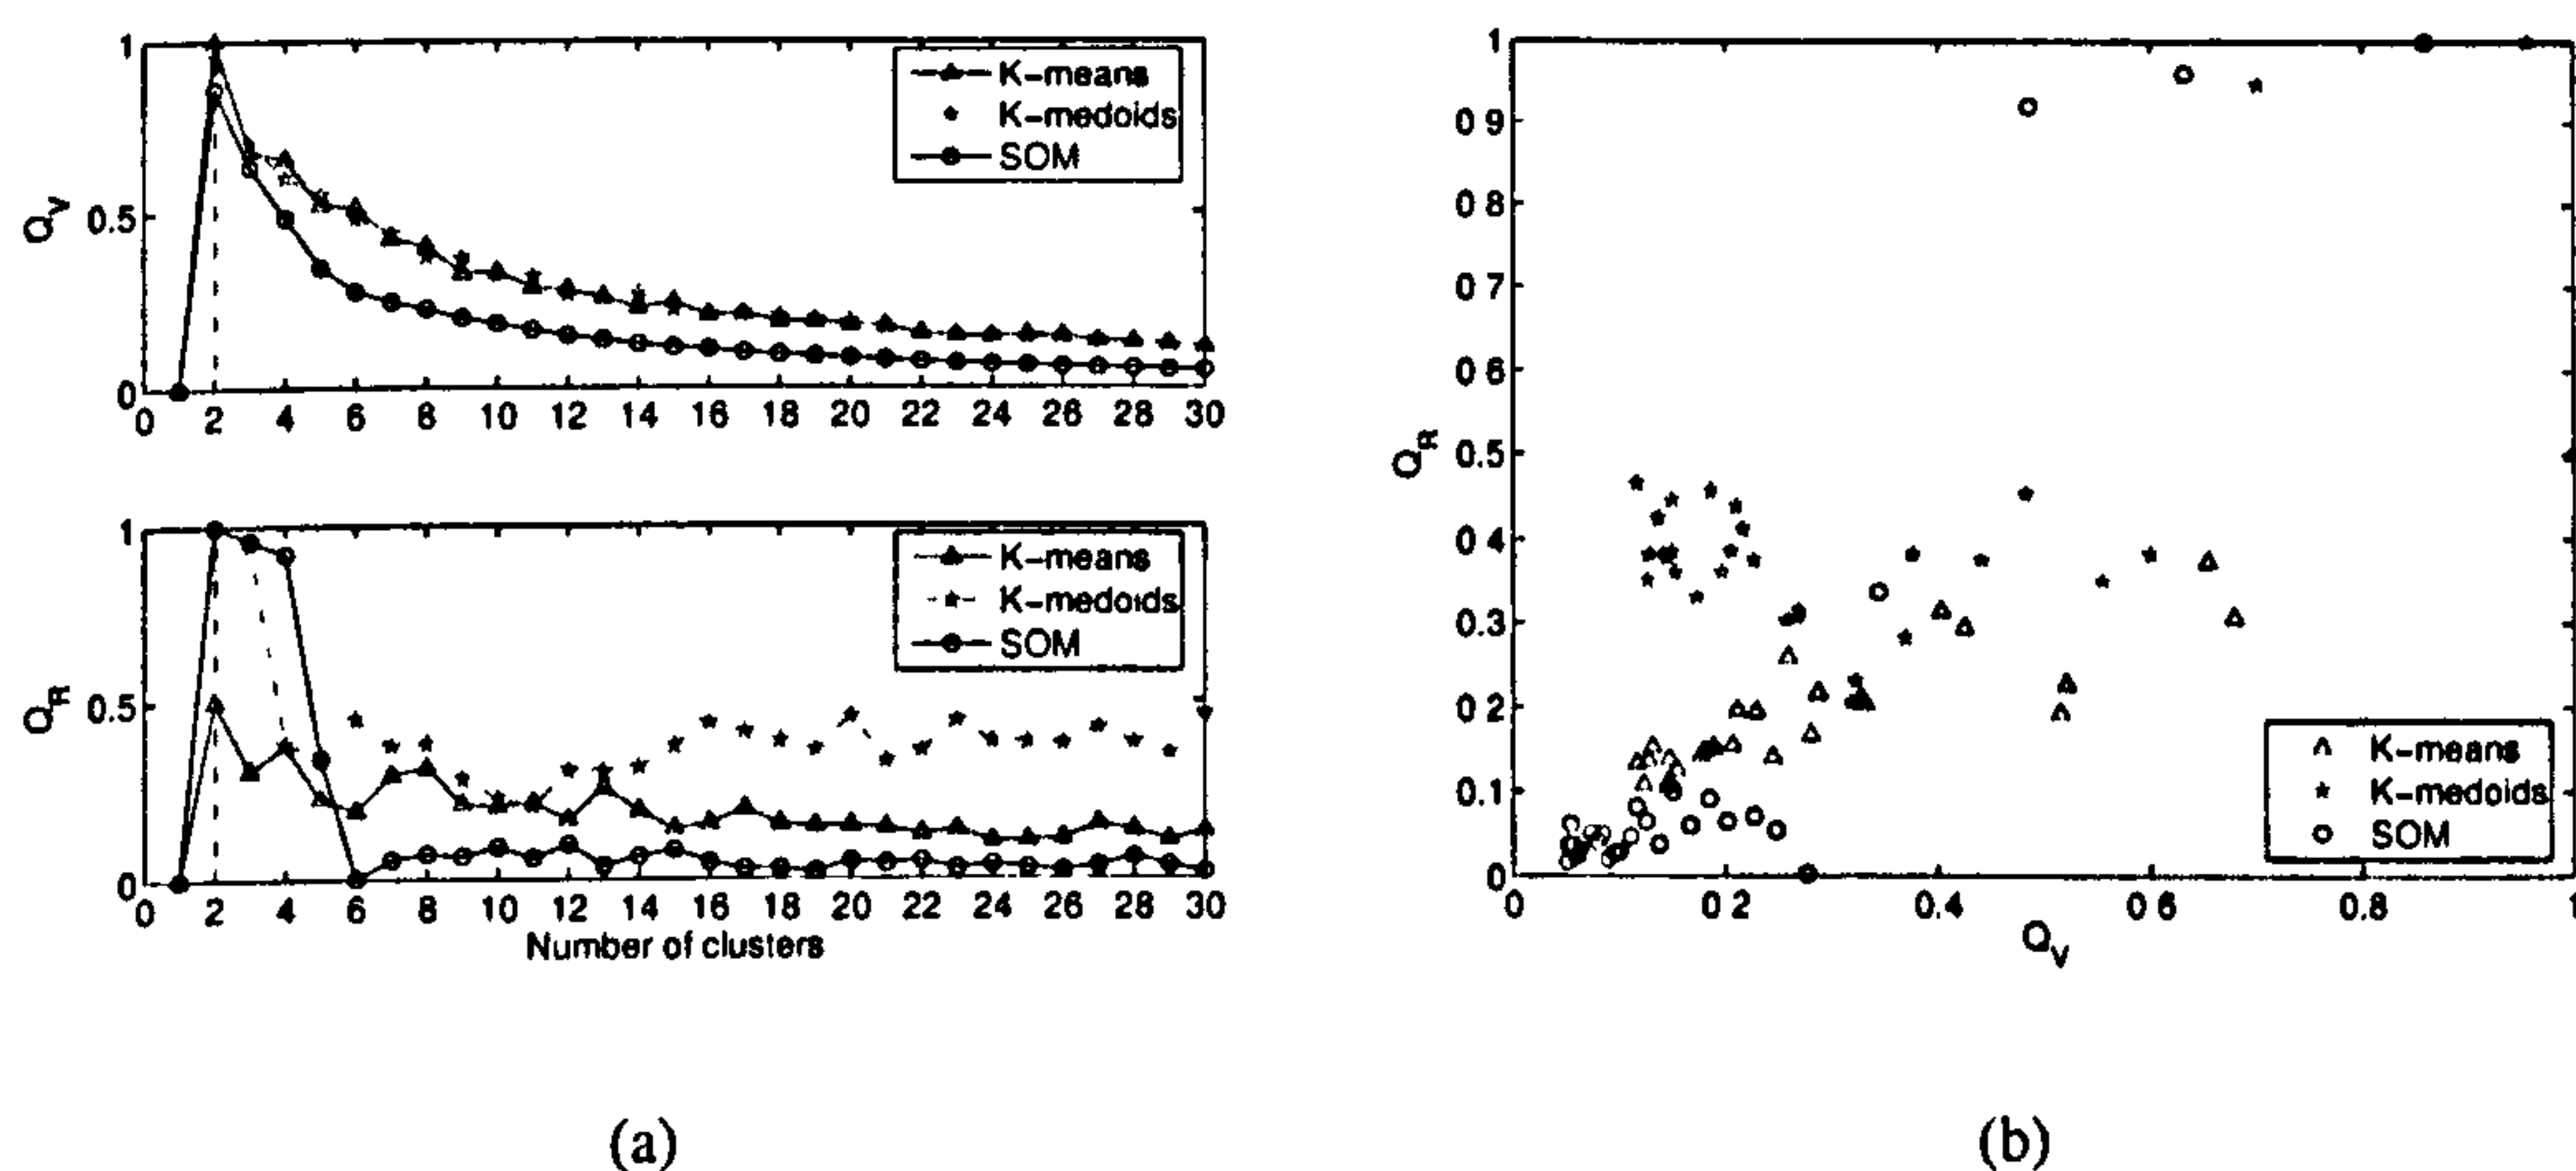 1
0.5
0
Q_V
K-means
K-medoids
SOM
0 2 4 6 8 10 12 14 16 18 20 22 24 26 28 30
1
0.5
0
Q_R
K-means
K-medoids
SOM
0 2 4 6 8 10 12 14 16 18 20 22 24 26 28 30
Number of clusters
(a)
1
0 9
0 8
0 7
0 6
0.5
0 4
0.3
0 2
0.1
0
Q_R
K-means
K-medoids
SOM
0 0 2 0.4 0 6 0.8 1
Q_V
(b)